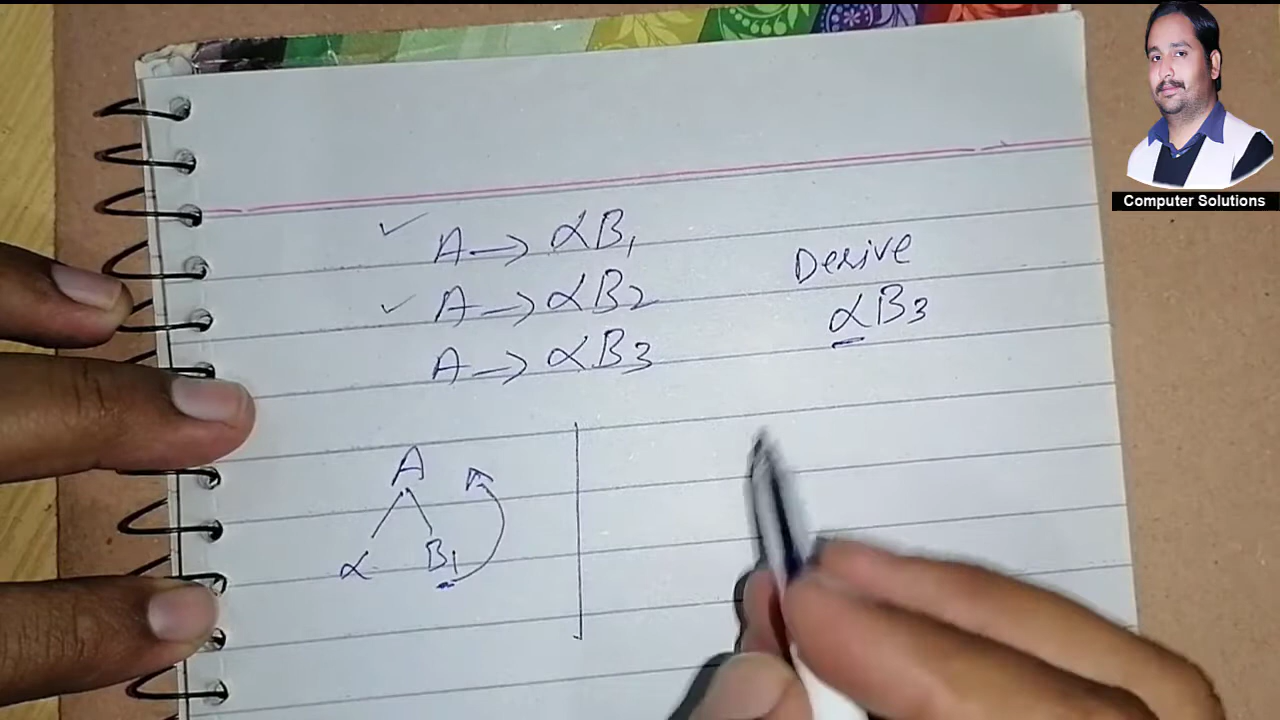 ✓ A → αB1
✓ A → αB2
A → αB3
Derive
αB3
A
α B1
Computer Solutions